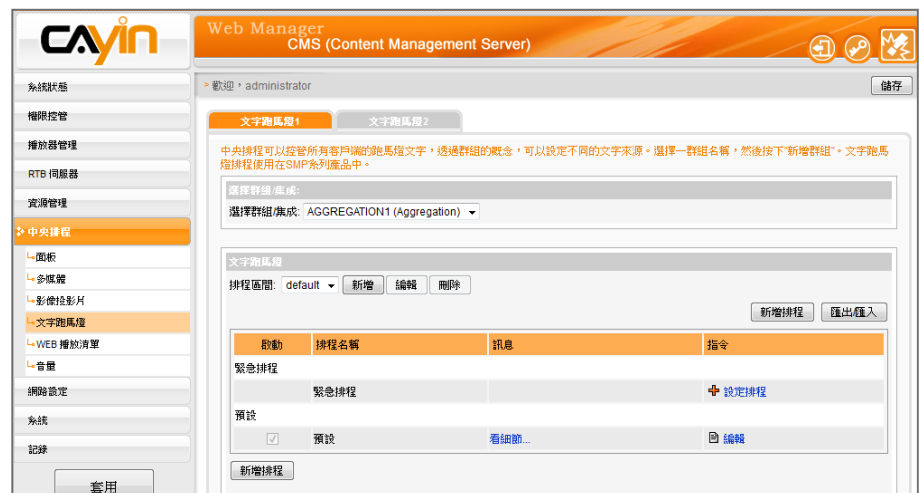 CAYIN
Web Manager
CMS (Content Management Server)
系統狀態
權限控管
播放器管理
RTB 伺服器
資源管理
中央排程
面板
多媒體
影像投影片
文字跑馬燈
WEB 播放清單
音量
網路設定
系統
記錄
套用
歡迎，administrator
儲存
文字跑馬燈1
文字跑馬燈2
中央排程可以控管所有客戶端的跑馬燈文字，透過群組的概念，可以設定不同的文字來源。選擇一群組名稱，然後按下"新增群組"。文字跑馬
燈排程使用在SMP系列產品中。
選擇群組/集成:
選擇群組/集成: AGGREGATION1 (Aggregation)
文字跑馬燈
排程區間: default 新增 編輯 刪除
新增排程 匯出/匯入
啟動 排程名稱 訊息 指令
緊急排程
緊急排程 設定排程
預設
預設 看細節... 編輯
新增排程